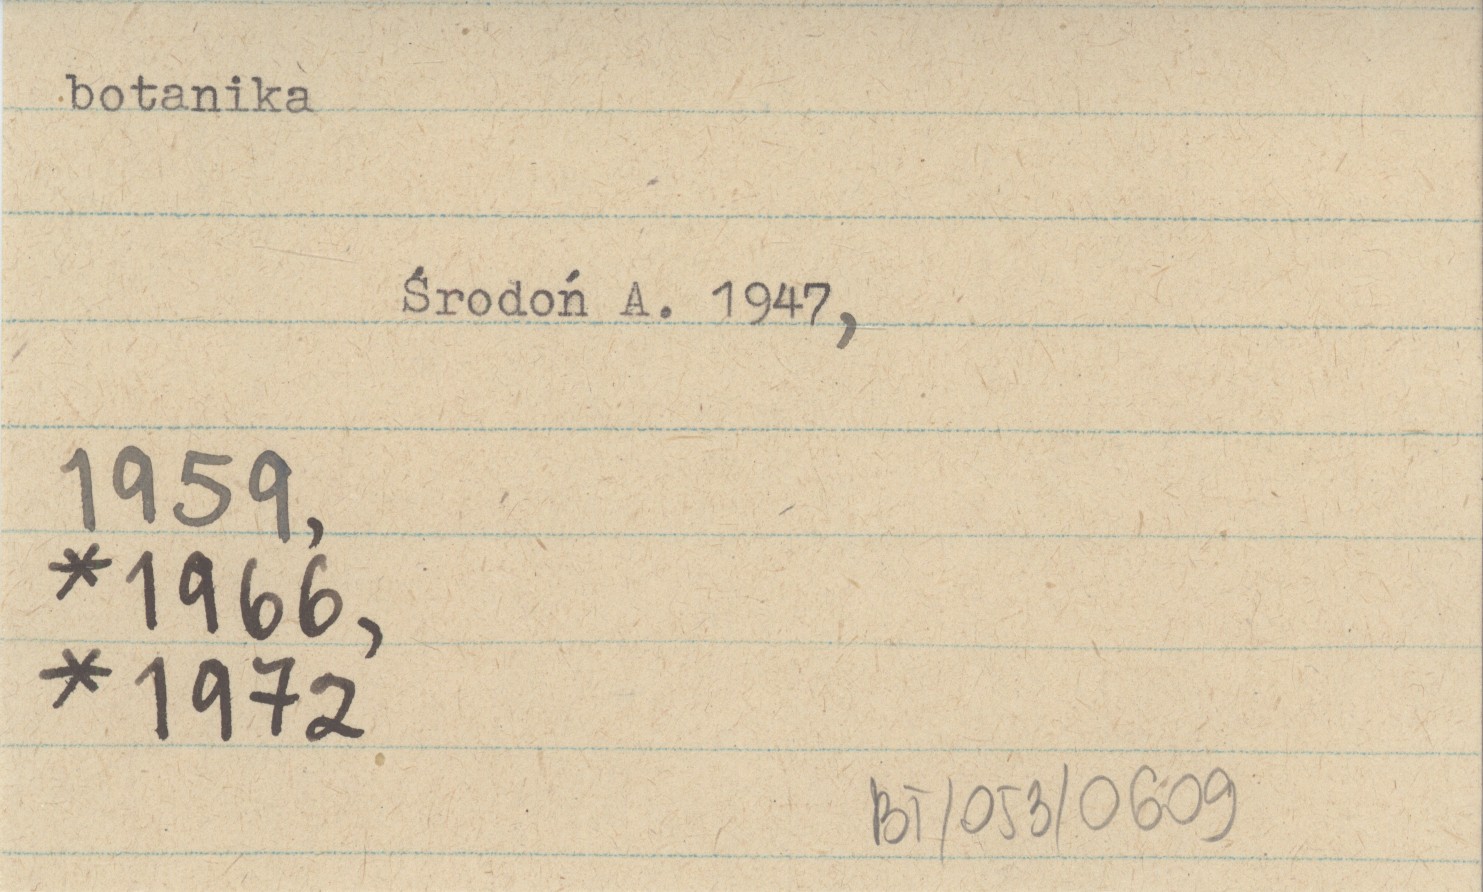 botanika
Środoń A. 1947,
1959,
*1966,
*1972
BT/053/0609